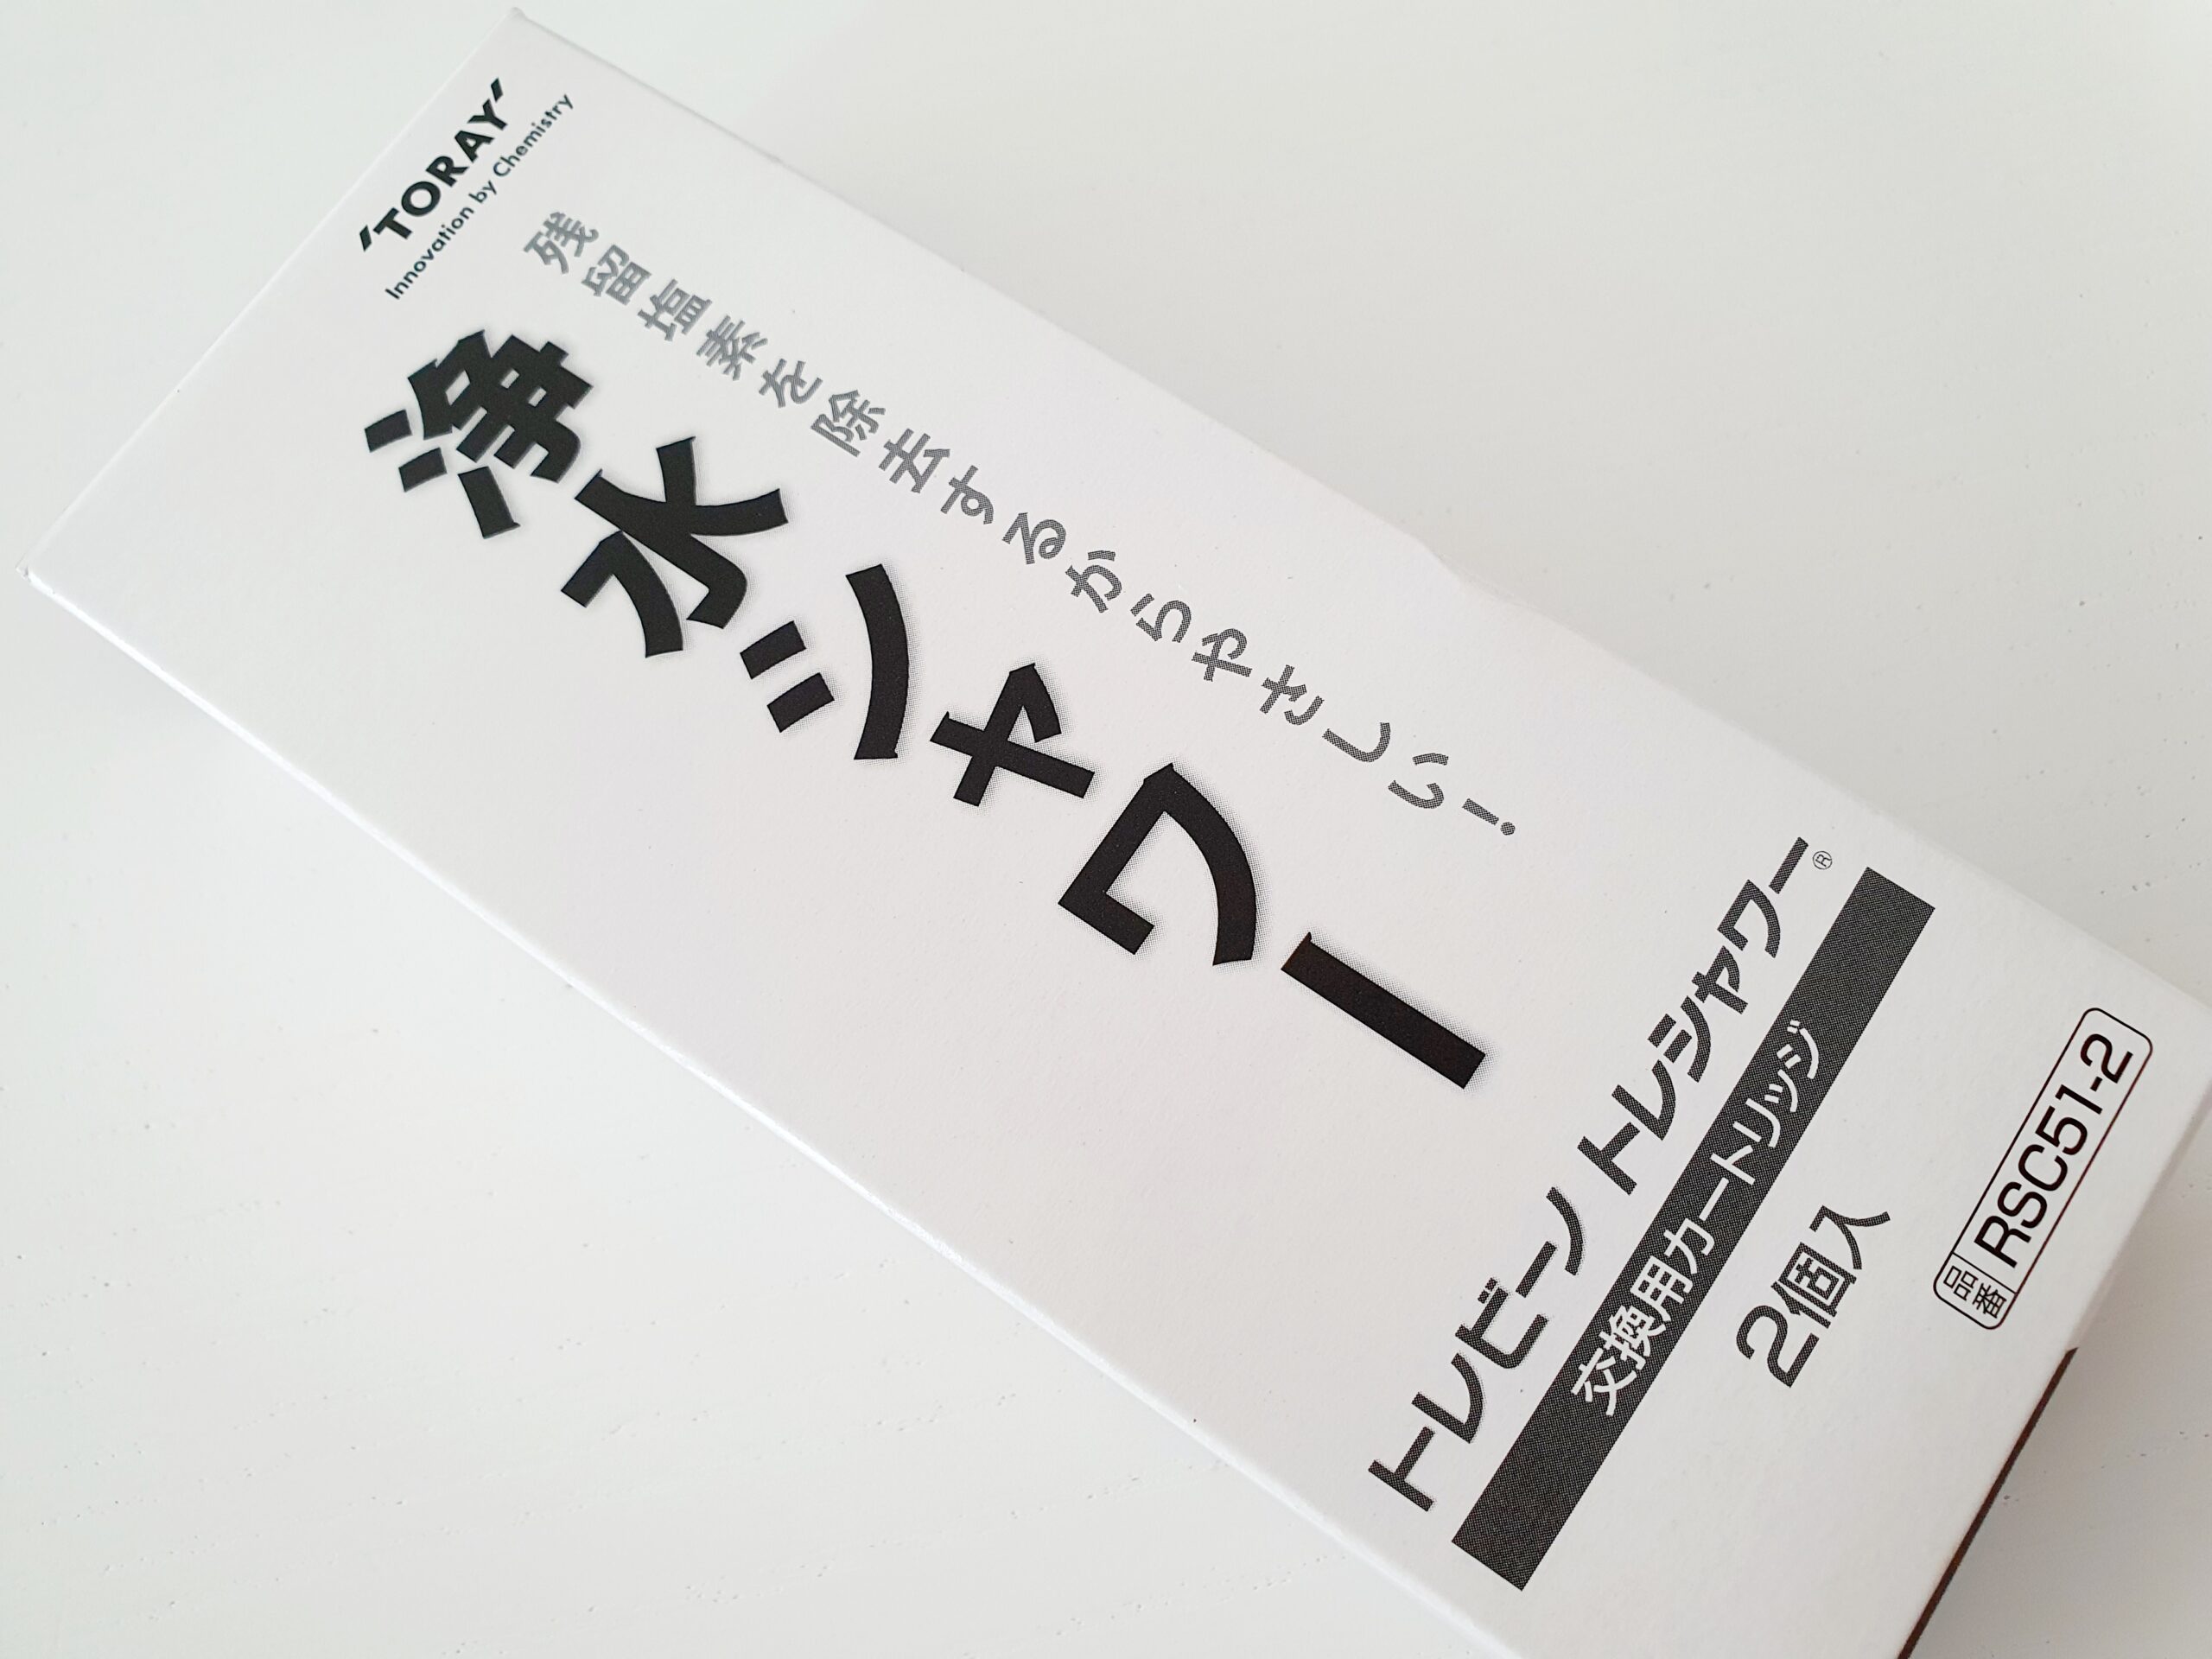 TORAY
Innovation by Chemistry
残留塩素を除去するからやさしい!
浄水シャワー
トレビーノ トレシャワー®
交換用カートリッジ
2個入
品番 RSC51-2